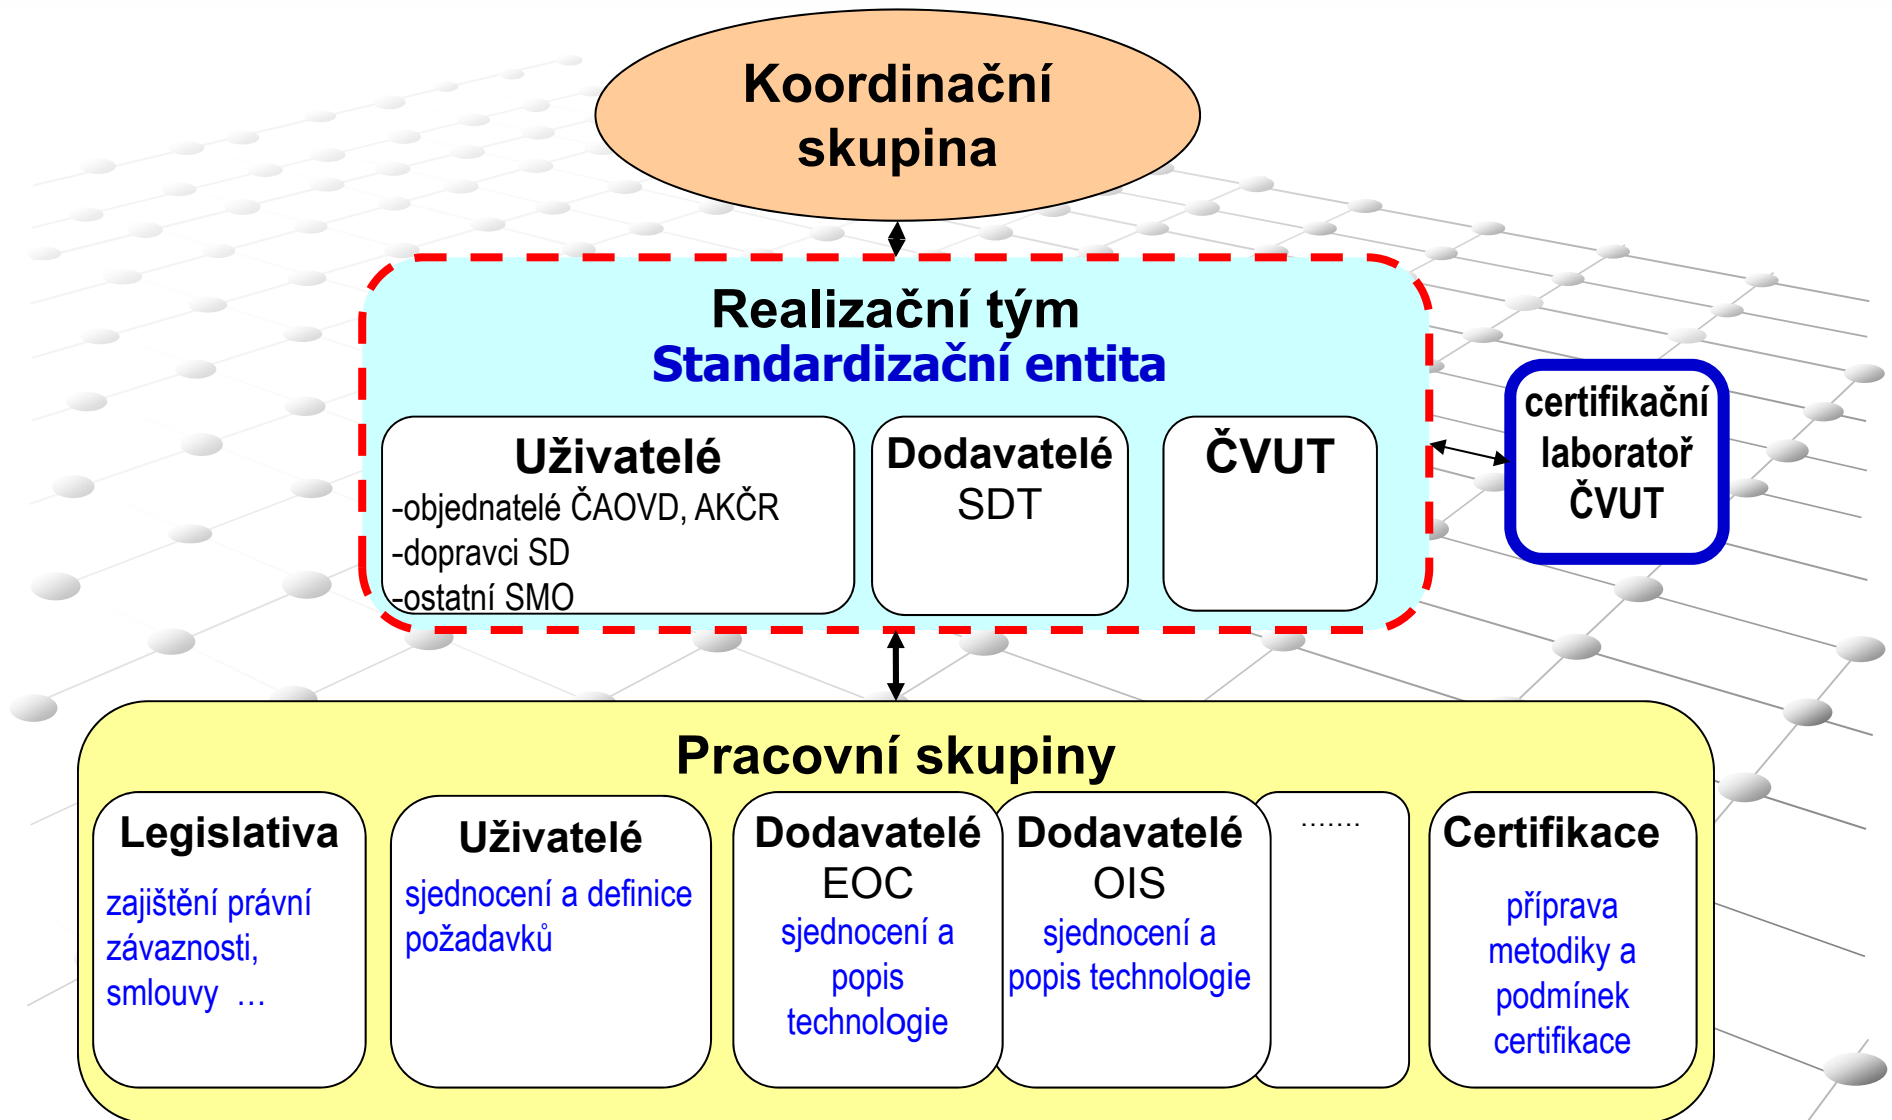 Koordinační
skupina
Realizační tým
Standardizační entita
Uživatelé
-objednatelé ČAOVD, AKČR
-dopravci SD
-ostatní SMO
Dodavatelé
SDT
ČVUT
certifikační
laboratoř
ČVUT
Pracovní skupiny
Legislativa
zajištění právní
závaznosti,
smlouvy ...
Uživatelé
sjednocení a definice
požadavků
Dodavatelé
EOC
sjednocení a
popis
technologie
Dodavatelé
OIS
sjednocení a
popis technologie
.......
Certifikace
příprava
metodiky a
podmínek
certifikace